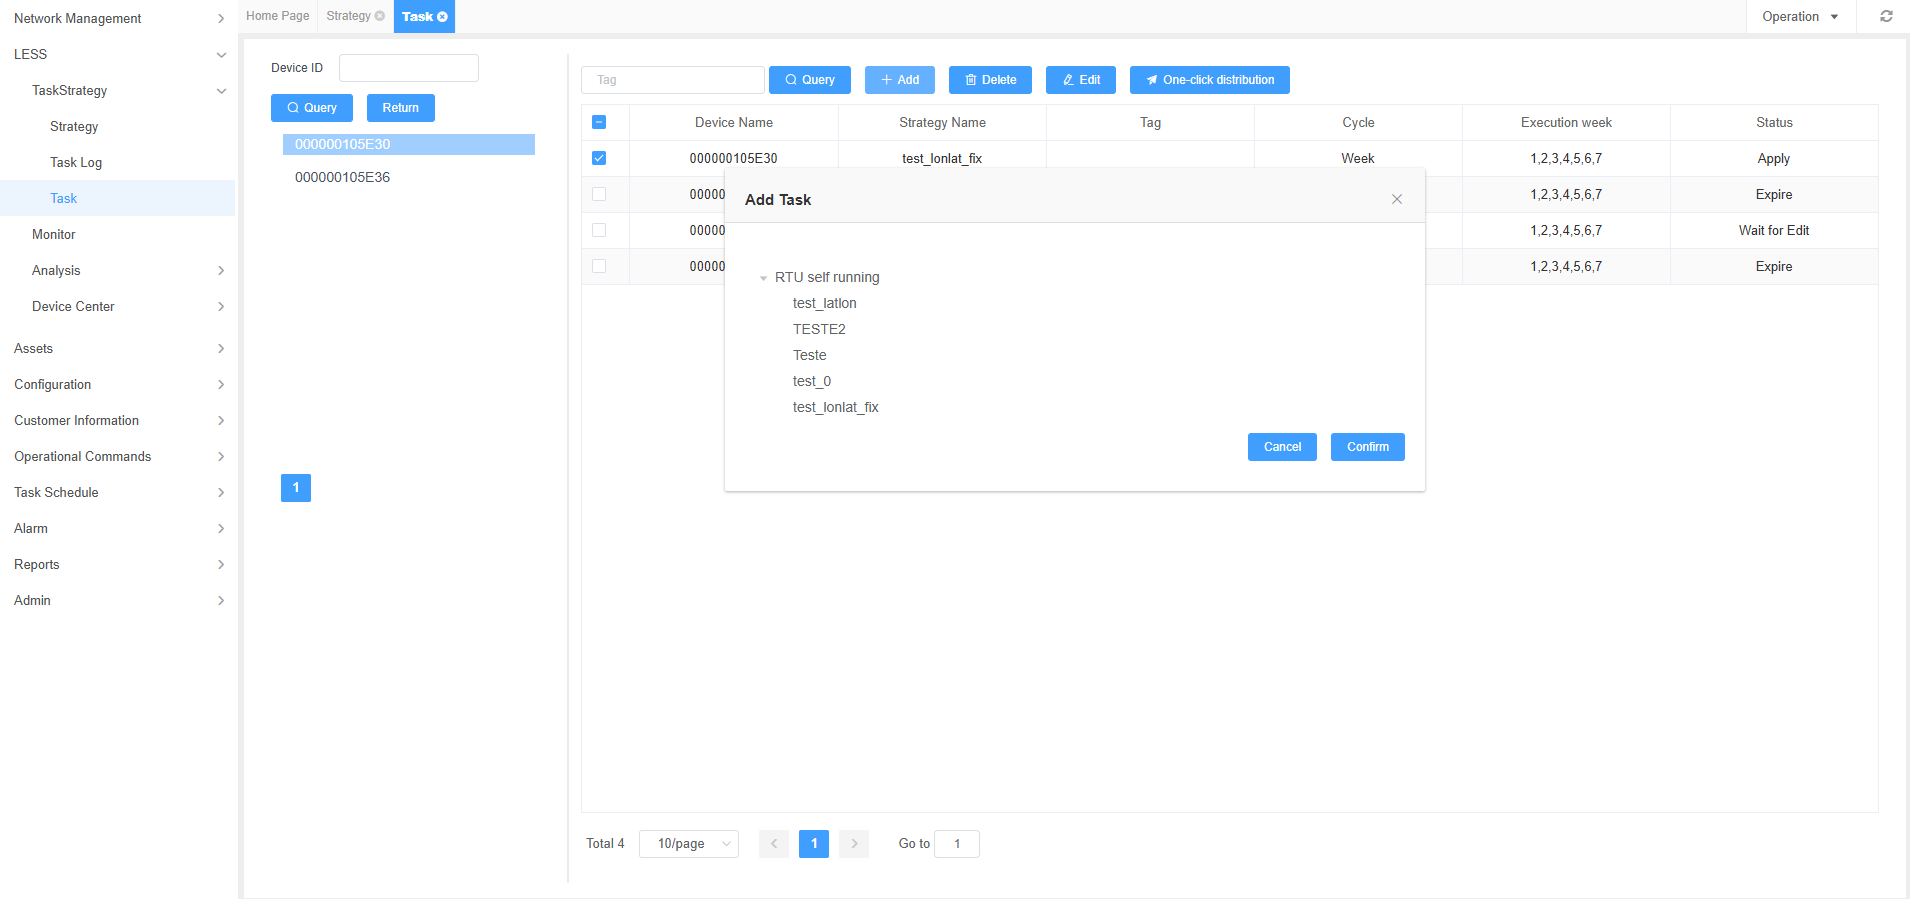 Network Management
LESS
TaskStrategy
Strategy
Task Log
Task
Monitor
Analysis
Device Center
Assets
Configuration
Customer Information
Operational Commands
Task Schedule
Alarm
Reports
Admin
Home Page Strategy Task
Operation
Device ID
Query Return
000000105E30
000000105E36
1
Tag Query Add Delete Edit One-click distribution
Device Name Strategy Name Tag Cycle Execution week Status
000000105E30 test_lonlat_fix Week 1,2,3,4,5,6,7 Apply
00000 1,2,3,4,5,6,7 Expire
00000 1,2,3,4,5,6,7 Wait for Edit
00000 1,2,3,4,5,6,7 Expire
Add Task
RTU self running
test_latlon
TESTE2
Teste
test_0
test_lonlat_fix
Cancel Confirm
Total 4 10/page 1 Go to 1